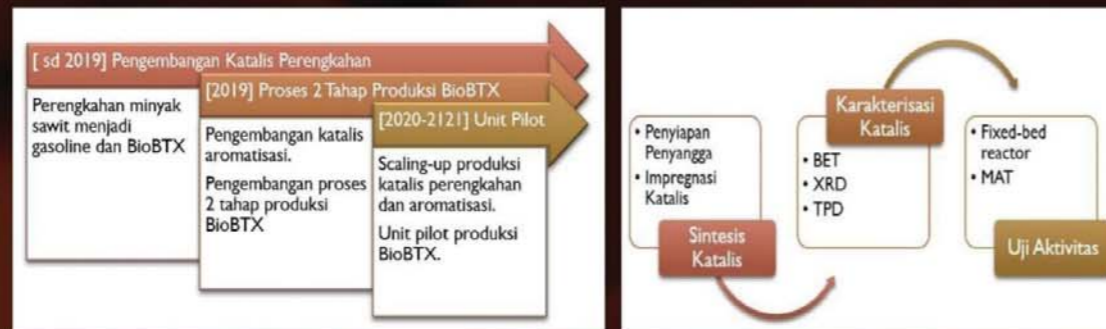 [ sd 2019] Pengembangan Katalis Perengkahan
Perengkahan minyak
sawit menjadi
gasoline dan BioBTX
[2019] Proses 2 Tahap Produksi BioBTX
Pengembangan katalis
aromatisasi.
Pengembangan proses
2 tahap produksi
BioBTX
[2020-2121] Unit Pilot
Scaling-up produksi
katalis perengkahan
dan aromatisasi.
Unit pilot produksi
BioBTX.
• Penyiapan
Penyangga
• Impregnasi
Katalis
Sintesis
Katalis
Karakterisasi
Katalis
• BET
• XRD
• TPD
• Fixed-bed
reactor
• MAT
Uji Aktivitas